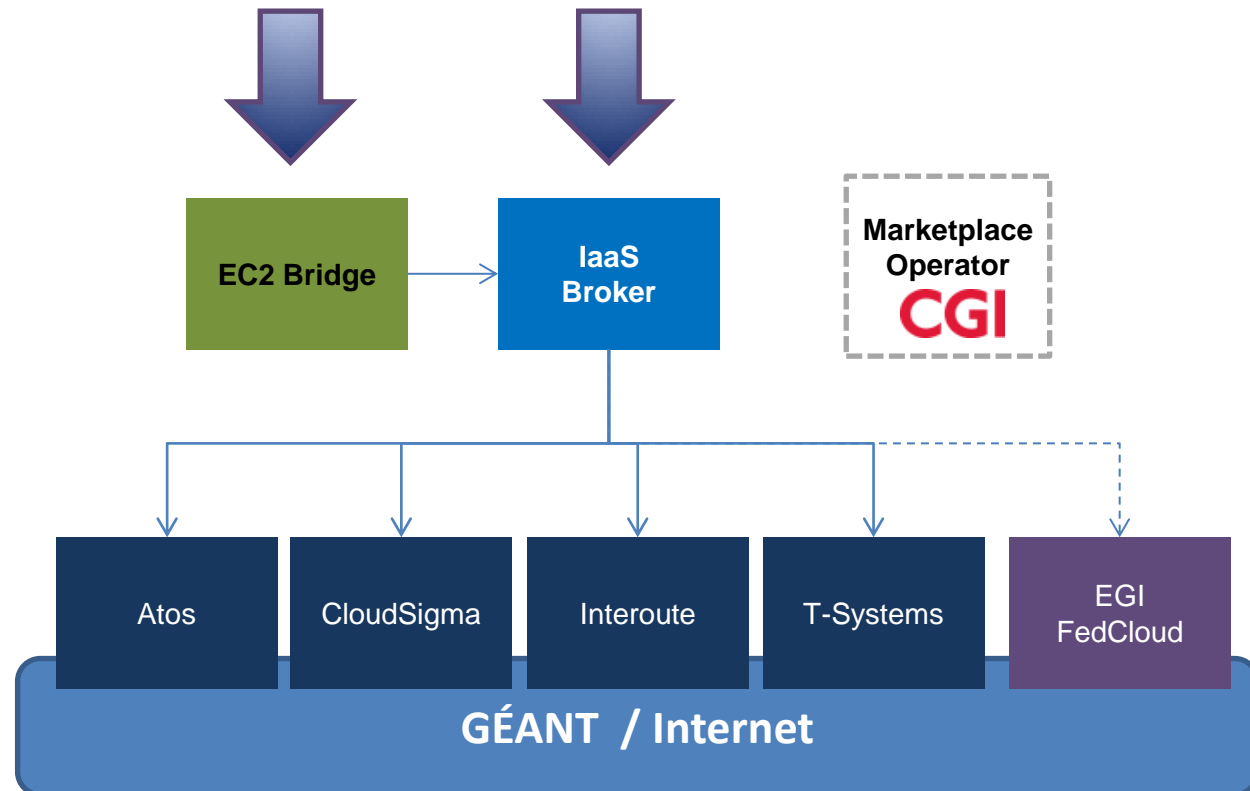 EC2 Bridge
IaaS
Broker
Marketplace
Operator
CGI
Atos
CloudSigma
Interoute
T-Systems
EGI
FedCloud
GÉANT / Internet